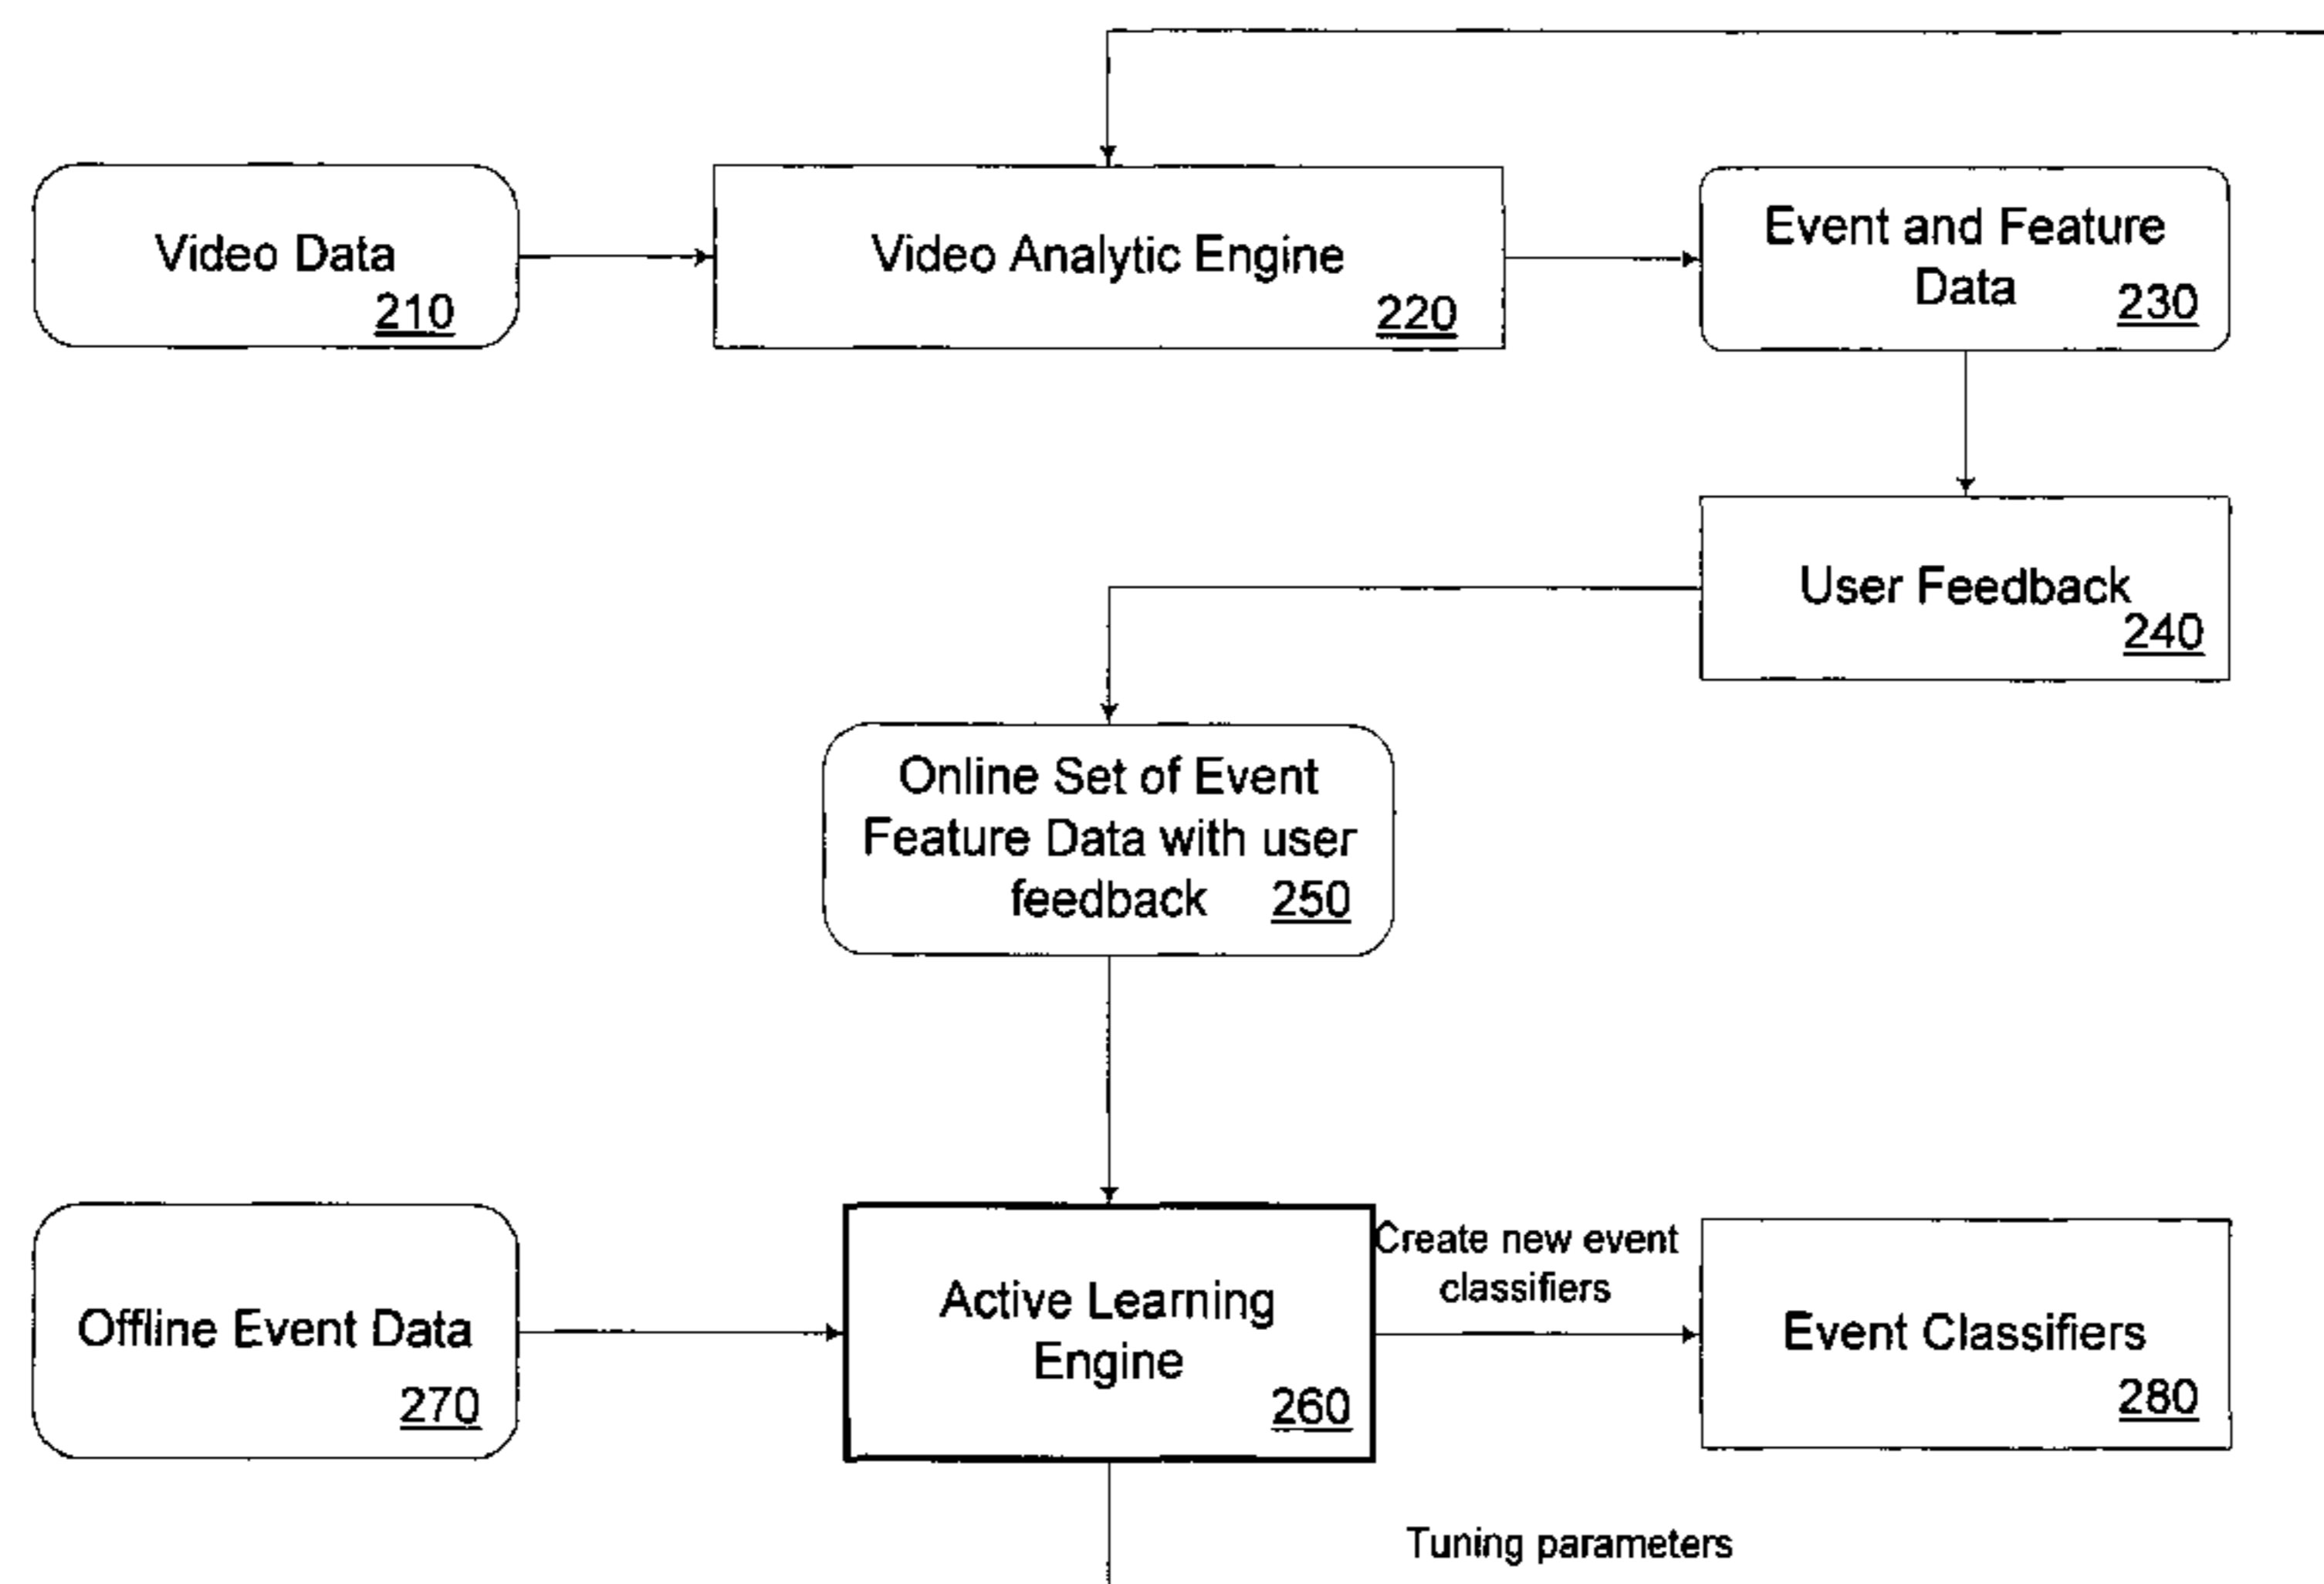 Video Data
210
Video Analytic Engine
220
Event and Feature
Data 230
User Feedback
240
Online Set of Event
Feature Data with user
feedback 250
Offline Event Data
270
Active Learning
Engine
260
Create new event
classifiers
Event Classifiers
280
Tuning parameters